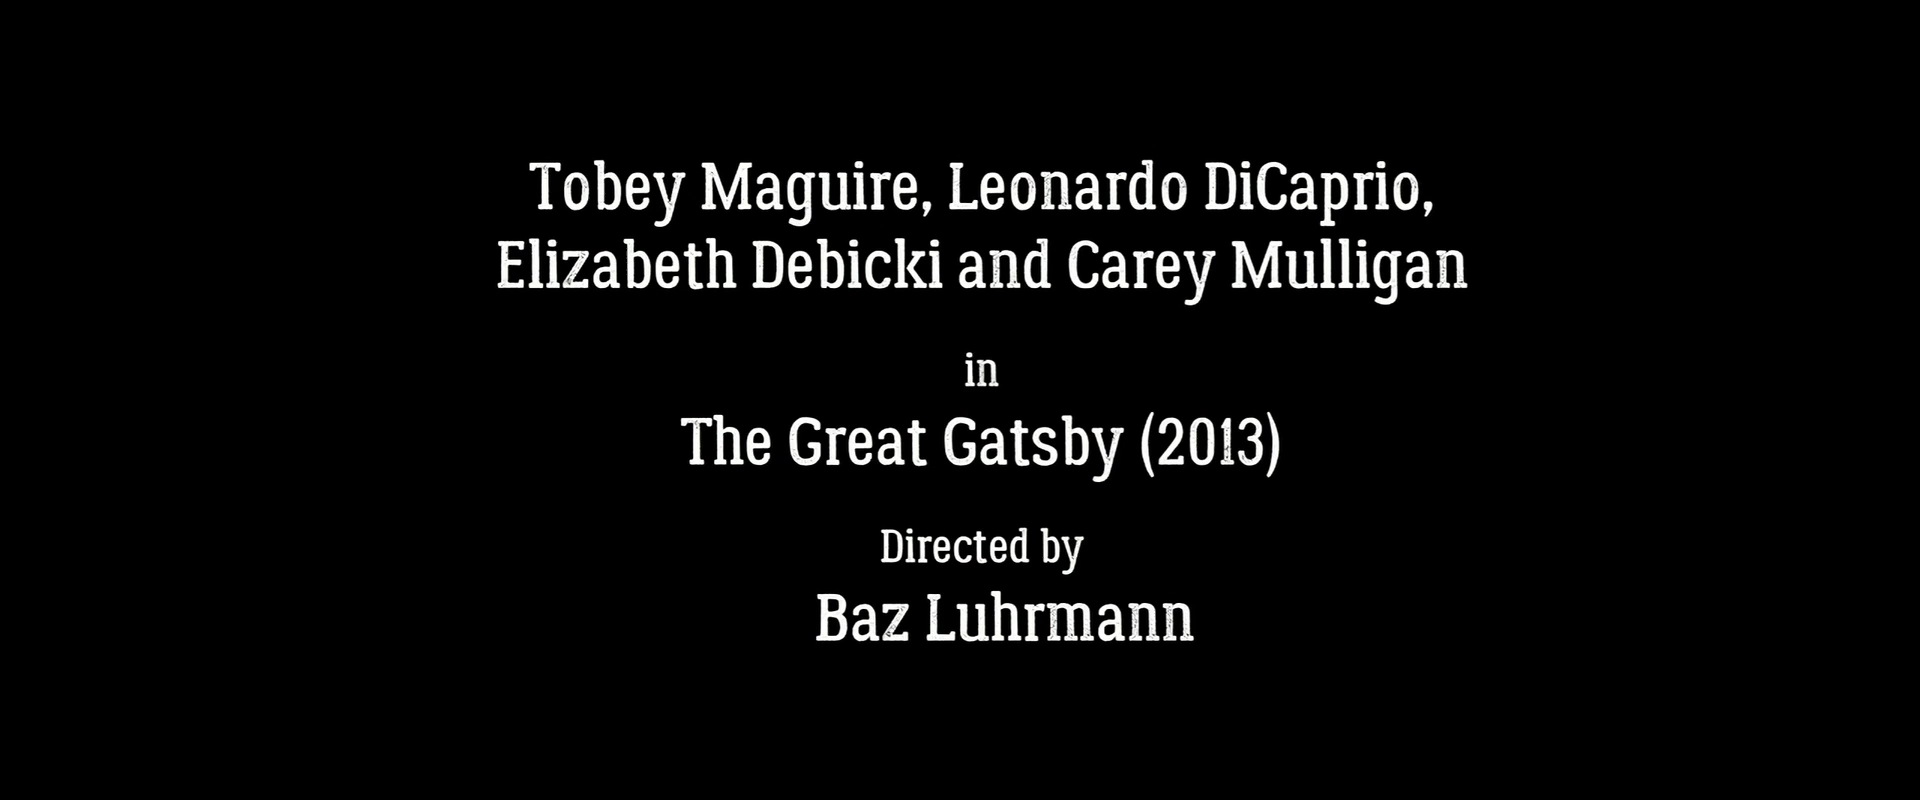 Tobey Maguire, Leonardo DiCaprio,
Elizabeth Debicki and Carey Mulligan
in
The Great Gatsby (2013)
Directed by
Baz Luhrmann